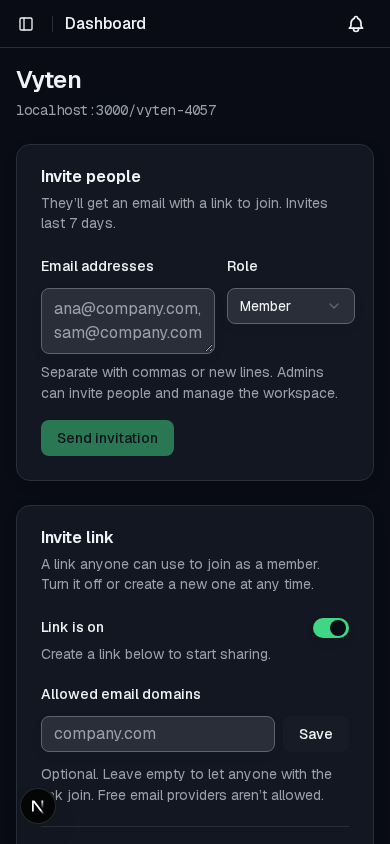 Dashboard
Vyten
localhost:3000/vyten-4057
Invite people
They'll get an email with a link to join. Invites
last 7 days.
Email addresses
Role
ana@company.com,
sam@company.com
Member
Separate with commas or new lines. Admins
can invite people and manage the workspace.
Send invitation
Invite link
A link anyone can use to join as a member.
Turn it off or create a new one at any time.
Link is on
Create a link below to start sharing.
Allowed email domains
company.com
Save
Optional. Leave empty to let anyone with the
join. Free email providers aren't allowed.
N